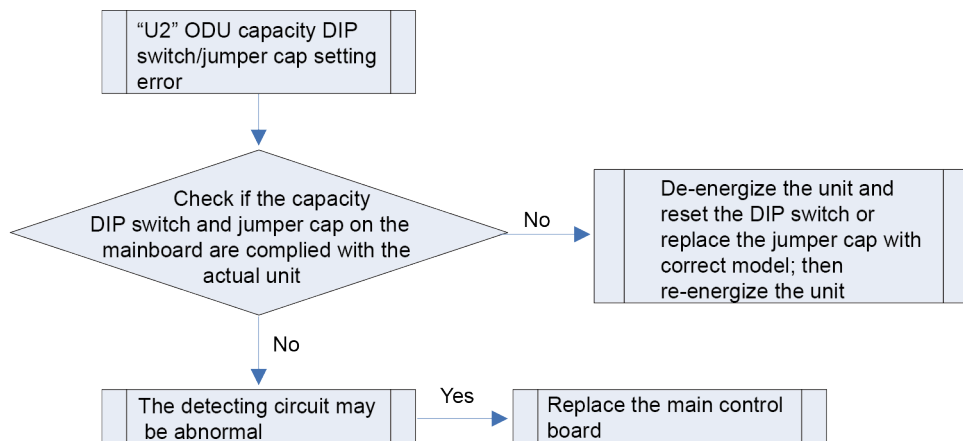 “U2” ODU capacity DIP
switch/jumper cap setting
error
Check if the capacity
DIP switch and jumper cap on the
mainboard are complied with the
actual unit
No
De-energize the unit and
reset the DIP switch or
replace the jumper cap with
correct model; then
re-energize the unit
No
The detecting circuit may
be abnormal
Yes
Replace the main control
board